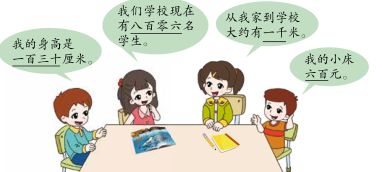 我的身高是
一百三十厘米。
我们学校现在
有八百零六名
学生。
从我家到学校
大约有一千米。
我的小床
六百元。